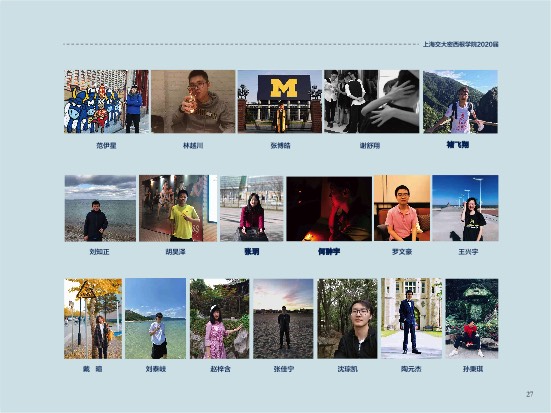 上海交大密西根学院2020届
M
范伊星 林越川 张博皓 谢舒翔 褚飞翔
刘知正 胡昊泽 张玥 何翀宇 罗文豪 王兴宇
戴 昭 刘泰岐 赵梓含 张佳宁 沈琼凯 陶元杰 孙秉琪
27